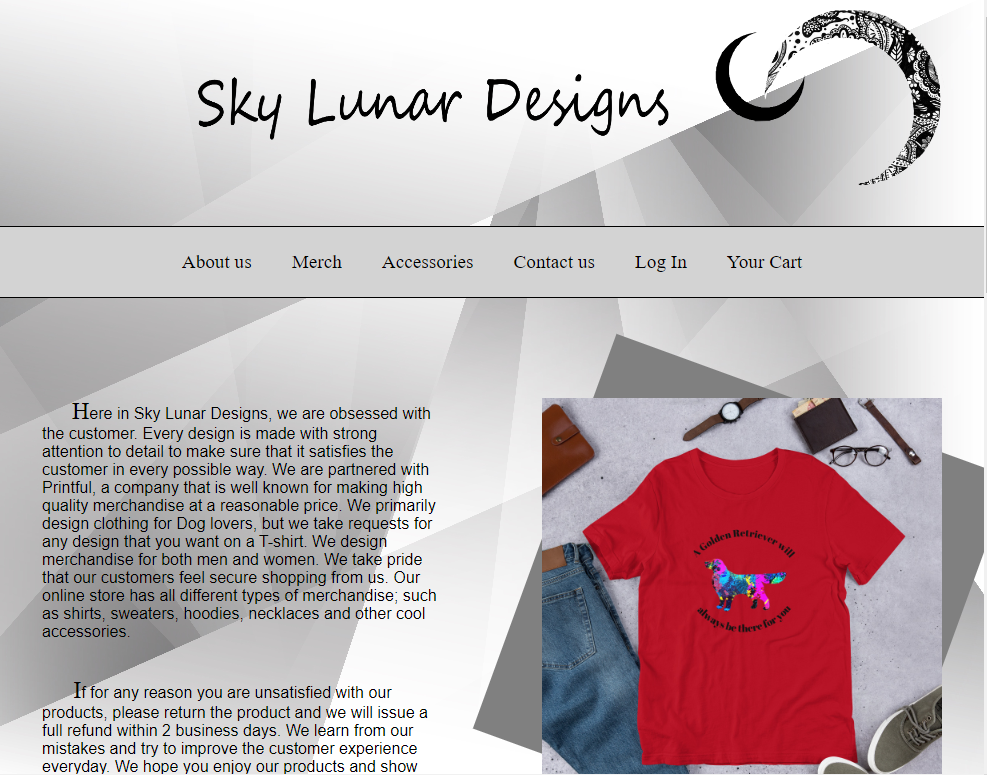 Sky Lunar Designs
About us Merch Accessories Contact us Log In Your Cart
Here in Sky Lunar Designs, we are obsessed with
the customer. Every design is made with strong
attention to detail to make sure that it satisfies the
customer in every possible way. We are partnered with
Printful, a company that is well known for making high
quality merchandise at a reasonable price. We primarily
design clothing for Dog lovers, but we take requests for
any design that you want on a T-shirt. We design
merchandise for both men and women. We take pride
that our customers feel secure shopping from us. Our
online store has all different types of merchandise; such
as shirts, sweaters, hoodies, necklaces and other cool
accessories.
If for any reason you are unsatisfied with our
products, please return the product and we will issue a
full refund within 2 business days. We learn from our
mistakes and try to improve the customer experience
everyday. We hope you enjoy our products and show
A Golden Retriever will
always be there for you